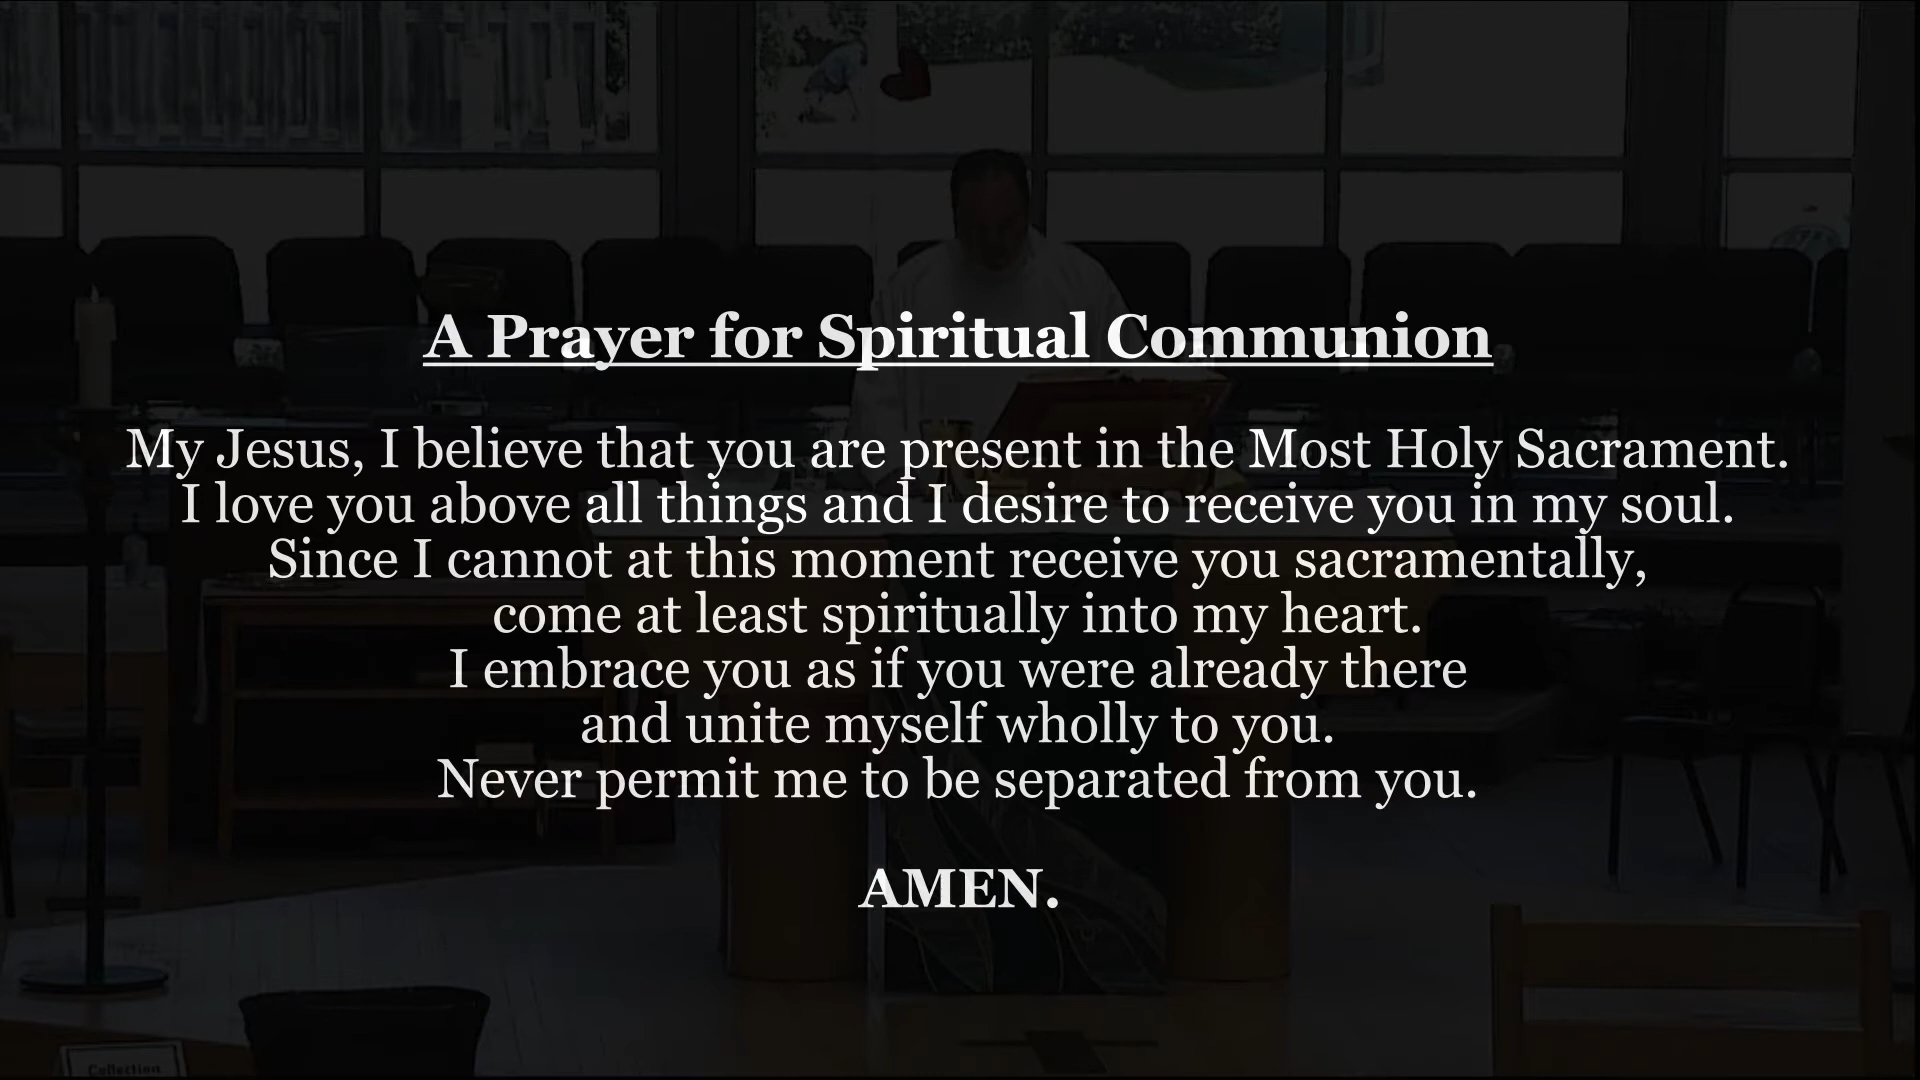 A Prayer for Spiritual Communion
My Jesus, I believe that you are present in the Most Holy Sacrament.
I love you above all things and I desire to receive you in my soul.
Since I cannot at this moment receive you sacramentally,
come at least spiritually into my heart.
I embrace you as if you were already there
and unite myself wholly to you.
Never permit me to be separated from you.
AMEN.
Collection